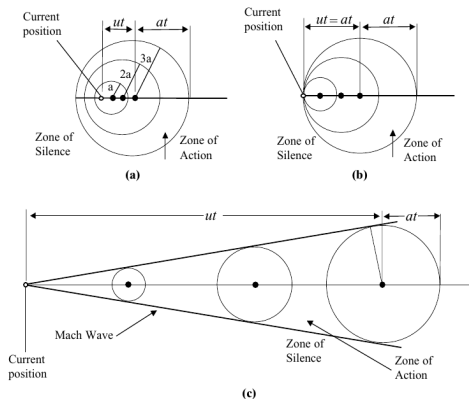 Current
position
ut
at
a
2a
3a
Zone of
Silence
Zone of
Action
(a)
Current
position
ut = at
at
Zone of
Silence
Zone of
Action
(b)
ut
at
Mach Wave
Zone of
Silence
Current
position
Zone of
Action
(c)